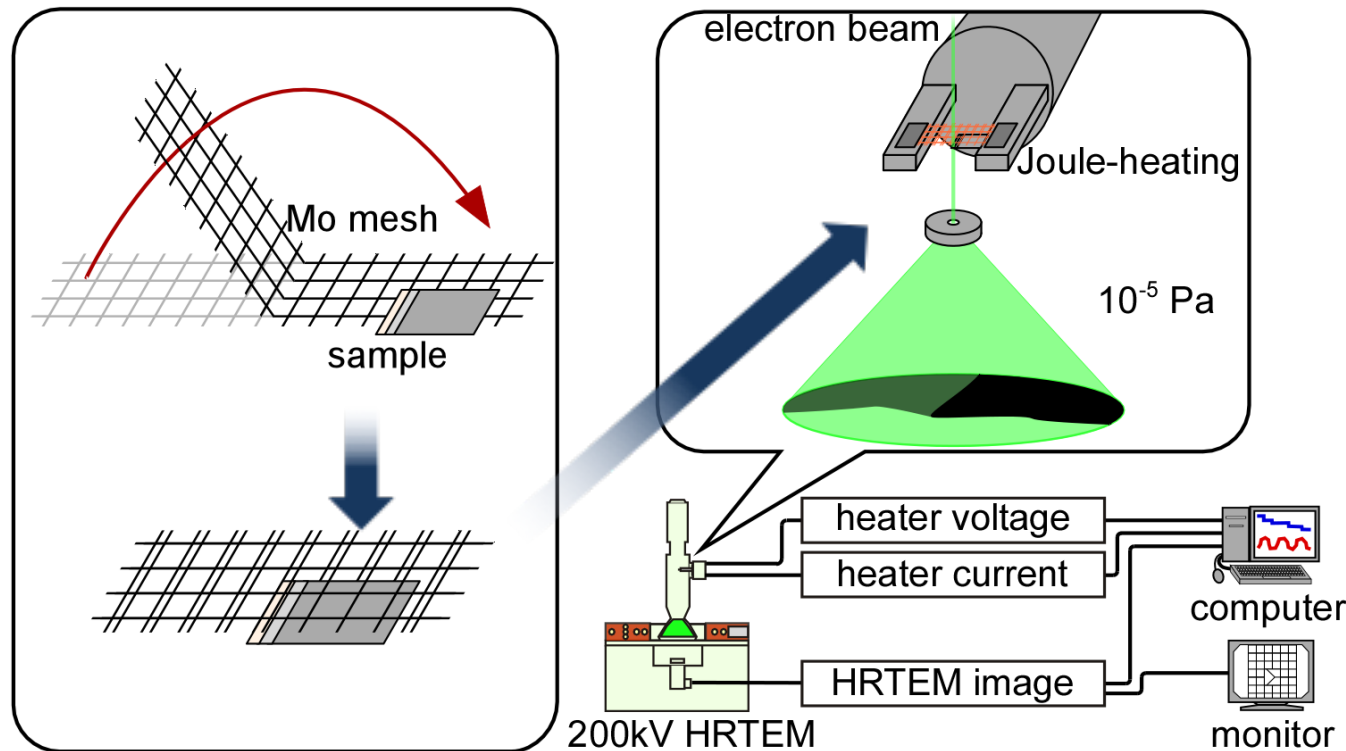 Mo mesh
sample
electron beam
Joule-heating
10⁻⁵ Pa
heater voltage
heater current
computer
HRTEM image
200kV HRTEM
monitor